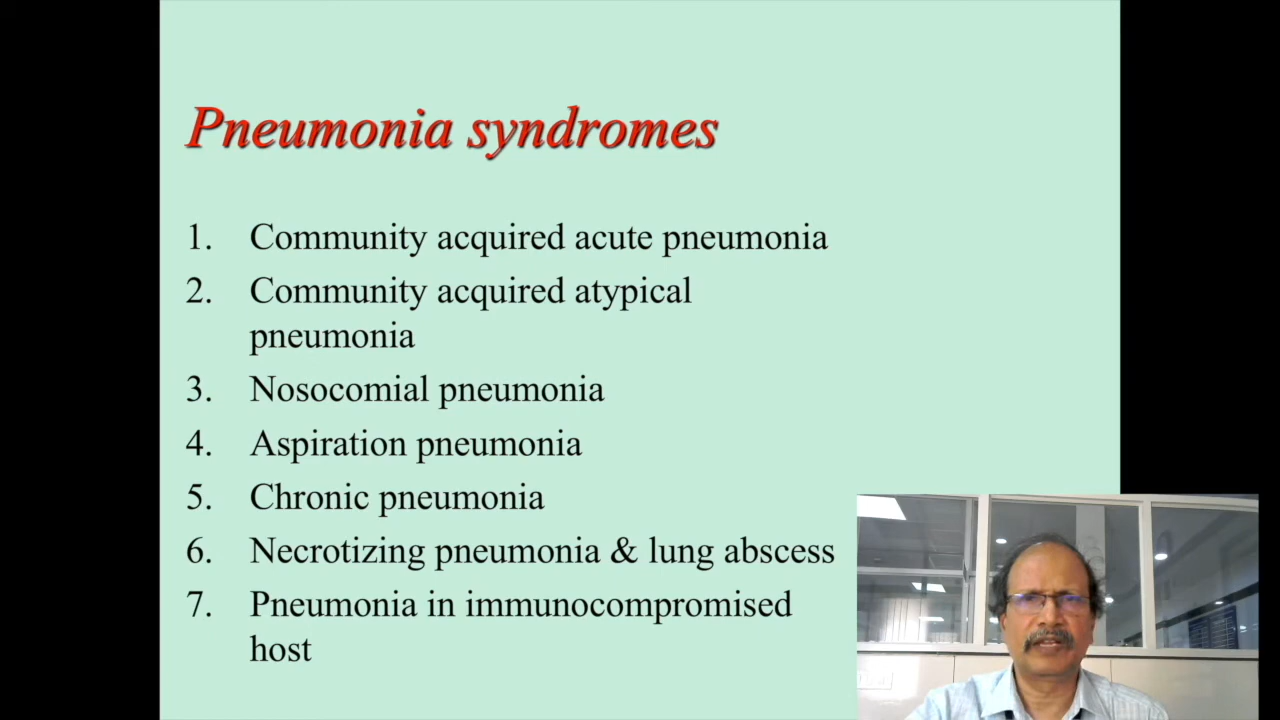 Pneumonia syndromes
1. Community acquired acute pneumonia
2. Community acquired atypical
pneumonia
3. Nosocomial pneumonia
4. Aspiration pneumonia
5. Chronic pneumonia
6. Necrotizing pneumonia & lung abscess
7. Pneumonia in immunocompromised
host